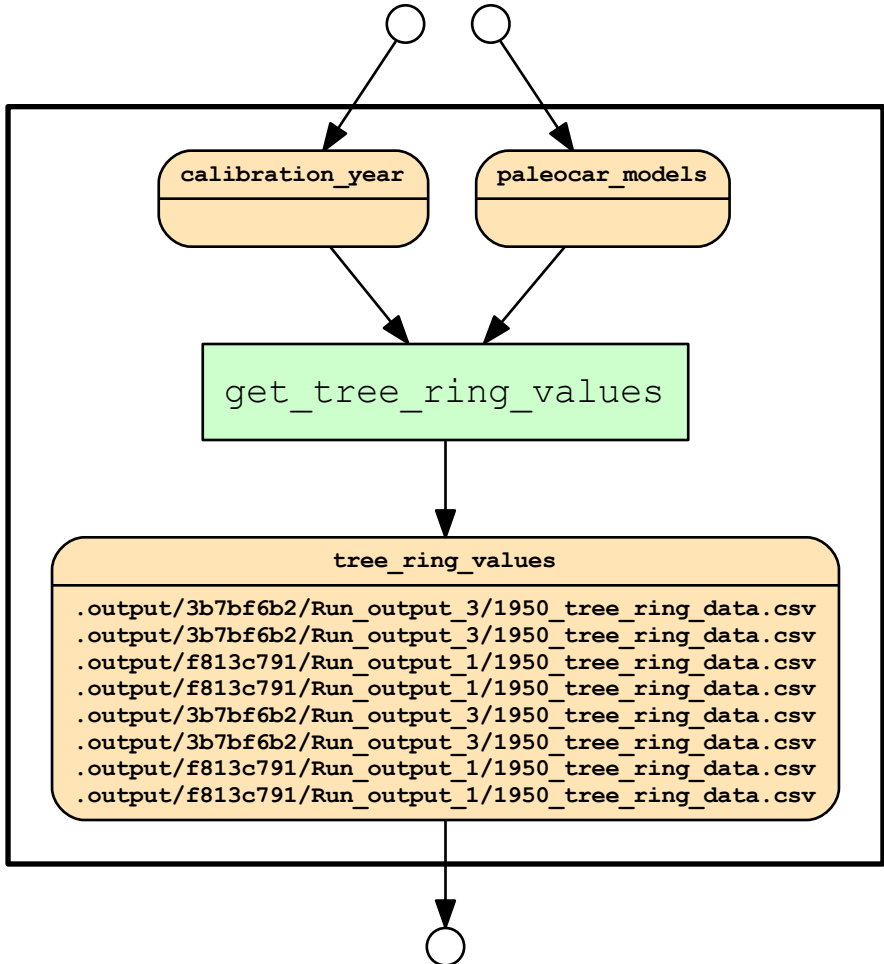 calibration_year
paleocar_models
get_tree_ring_values
tree_ring_values
.output/3b7bf6b2/Run_output_3/1950_tree_ring_data.csv
.output/3b7bf6b2/Run_output_3/1950_tree_ring_data.csv
.output/f813c791/Run_output_1/1950_tree_ring_data.csv
.output/f813c791/Run_output_1/1950_tree_ring_data.csv
.output/3b7bf6b2/Run_output_3/1950_tree_ring_data.csv
.output/3b7bf6b2/Run_output_3/1950_tree_ring_data.csv
.output/f813c791/Run_output_1/1950_tree_ring_data.csv
.output/f813c791/Run_output_1/1950_tree_ring_data.csv